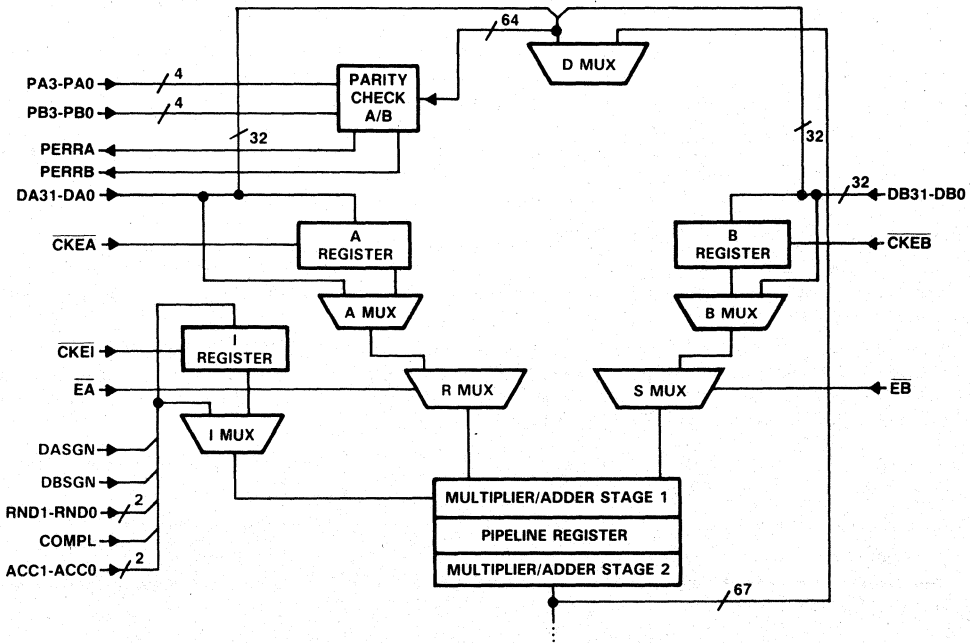 64
D MUX
PA3-PA0
4
PARITY
CHECK
A/B
PB3-PB0
4
PERRA
32
32
PERRB
DA31-DA0
32
DB31-DB0
CKEA
A
REGISTER
B
REGISTER
CKEB
A MUX
B MUX
CKEI
I
REGISTER
EA
R MUX
S MUX
EB
I MUX
DASGN
DBSGN
RND1-RND0
2
COMPL
ACC1-ACC0
2
MULTIPLIER/ADDER STAGE 1
PIPELINE REGISTER
MULTIPLIER/ADDER STAGE 2
67